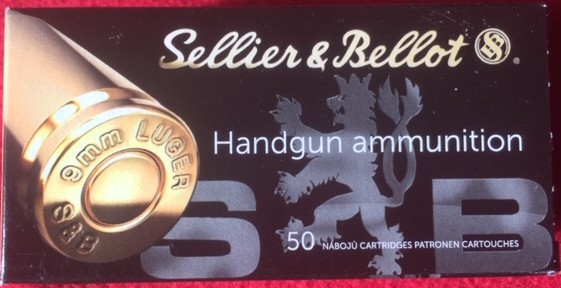 Sellier & Bellot S&B ®
9mm LUGER
S&B
Handgun ammunition
S B
50 NÁBOJŮ CARTRIDGES PATRONEN CARTOUCHES